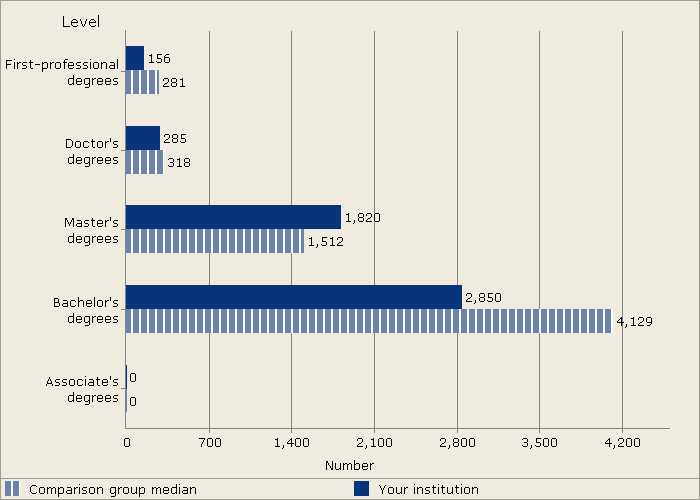 Level
First-professional
degrees
156
281
Doctor's
degrees
285
318
Master's
degrees
1,820
1,512
Bachelor's
degrees
2,850
4,129
Associate's
degrees
0
0
0 700 1,400 2,100 2,800 3,500 4,200
Number
Comparison group median Your institution